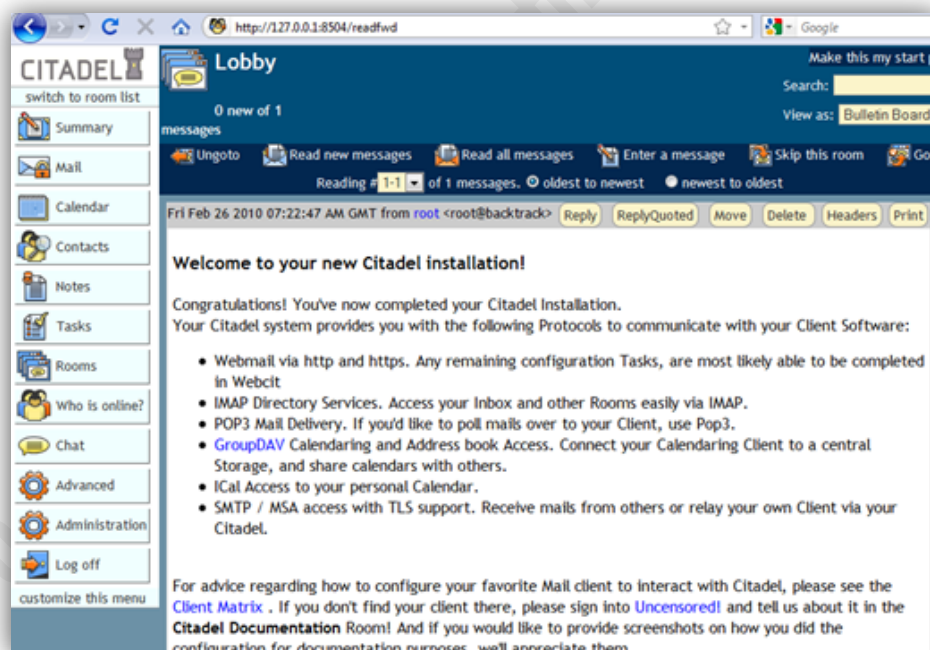 http://127.0.0.1:8504/readfwd
Google
CITADEL
switch to room list
Summary
Mail
Calendar
Contacts
Notes
Tasks
Rooms
Who is online?
Chat
Advanced
Administration
Log off
customize this menu
Lobby
0 new of 1
messages
Make this my start
Search:
View as: Bulletin Board
Ungoto Read new messages Read all messages Enter a message Skip this room Go
Reading # 1-1 of 1 messages. oldest to newest newest to oldest
Fri Feb 26 2010 07:22:47 AM GMT from root <root@backtrack> Reply ReplyQuoted Move Delete Headers Print
Welcome to your new Citadel installation!
Congratulations! You've now completed your Citadel Installation.
Your Citadel system provides you with the following Protocols to communicate with your Client Software:
• Webmail via http and https. Any remaining configuration Tasks, are most likely able to be completed
in Webcit
• IMAP Directory Services. Access your Inbox and other Rooms easily via IMAP.
• POP3 Mail Delivery. If you'd like to poll mails over to your Client, use Pop3.
• GroupDAV Calendaring and Address book Access. Connect your Calendaring Client to a central
Storage, and share calendars with others.
• ICal Access to your personal Calendar.
• SMTP / MSA access with TLS support. Receive mails from others or relay your own Client via your
Citadel.
For advice regarding how to configure your favorite Mail client to interact with Citadel, please see the
Client Matrix . If you don't find your client there, please sign into Uncensored! and tell us about it in the
Citadel Documentation Room! And if you would like to provide screenshots on how you did the
configuration for documentation purposes, we'll appreciate them